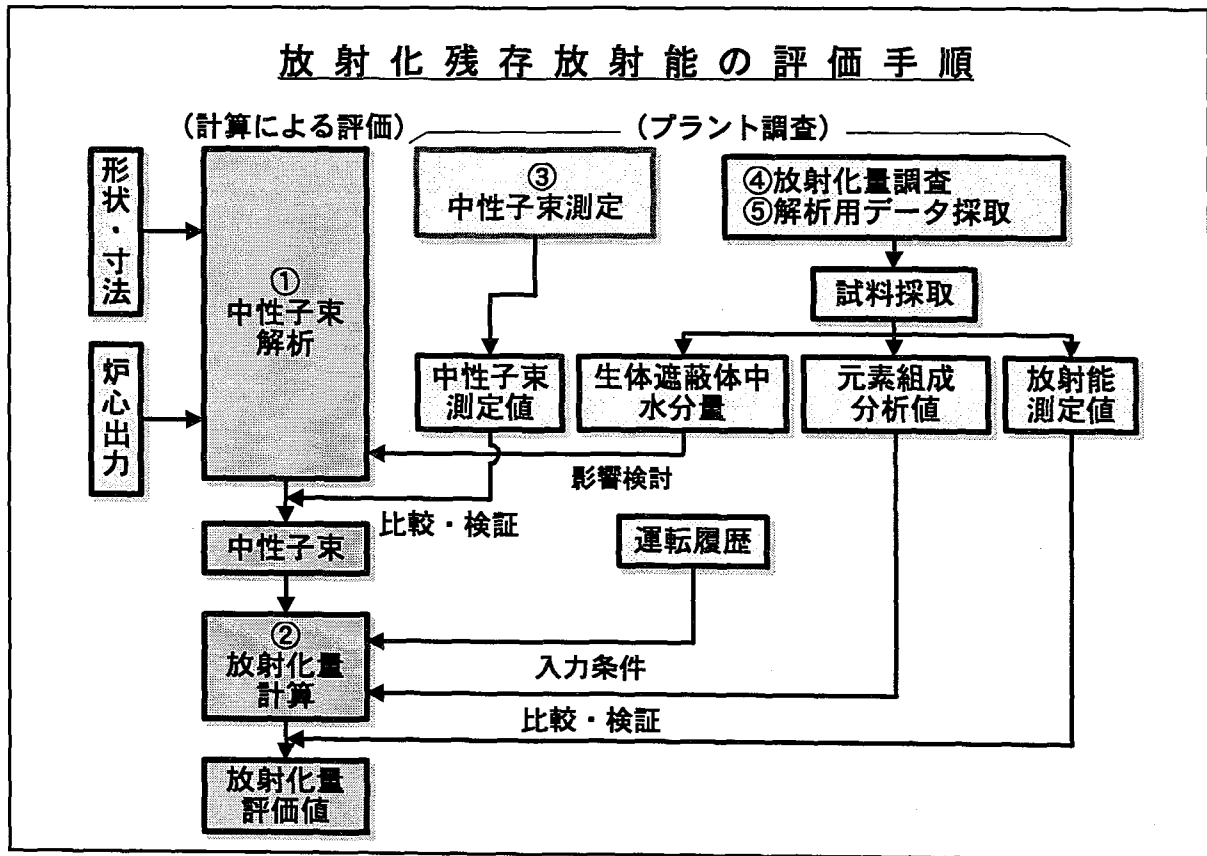 放射化残存放射能の評価手順
(計算による評価)
(プラント調査)
形状・寸法
炉心出力
①
中性子束
解析
③
中性子束測定
④放射化量調査
⑤解析用データ採取
試料採取
中性子束
測定値
生体遮蔽体中
水分量
元素組成
分析値
放射能
測定値
影響検討
比較・検証
中性子束
運転履歴
②
放射化量
計算
入力条件
比較・検証
放射化量
評価値